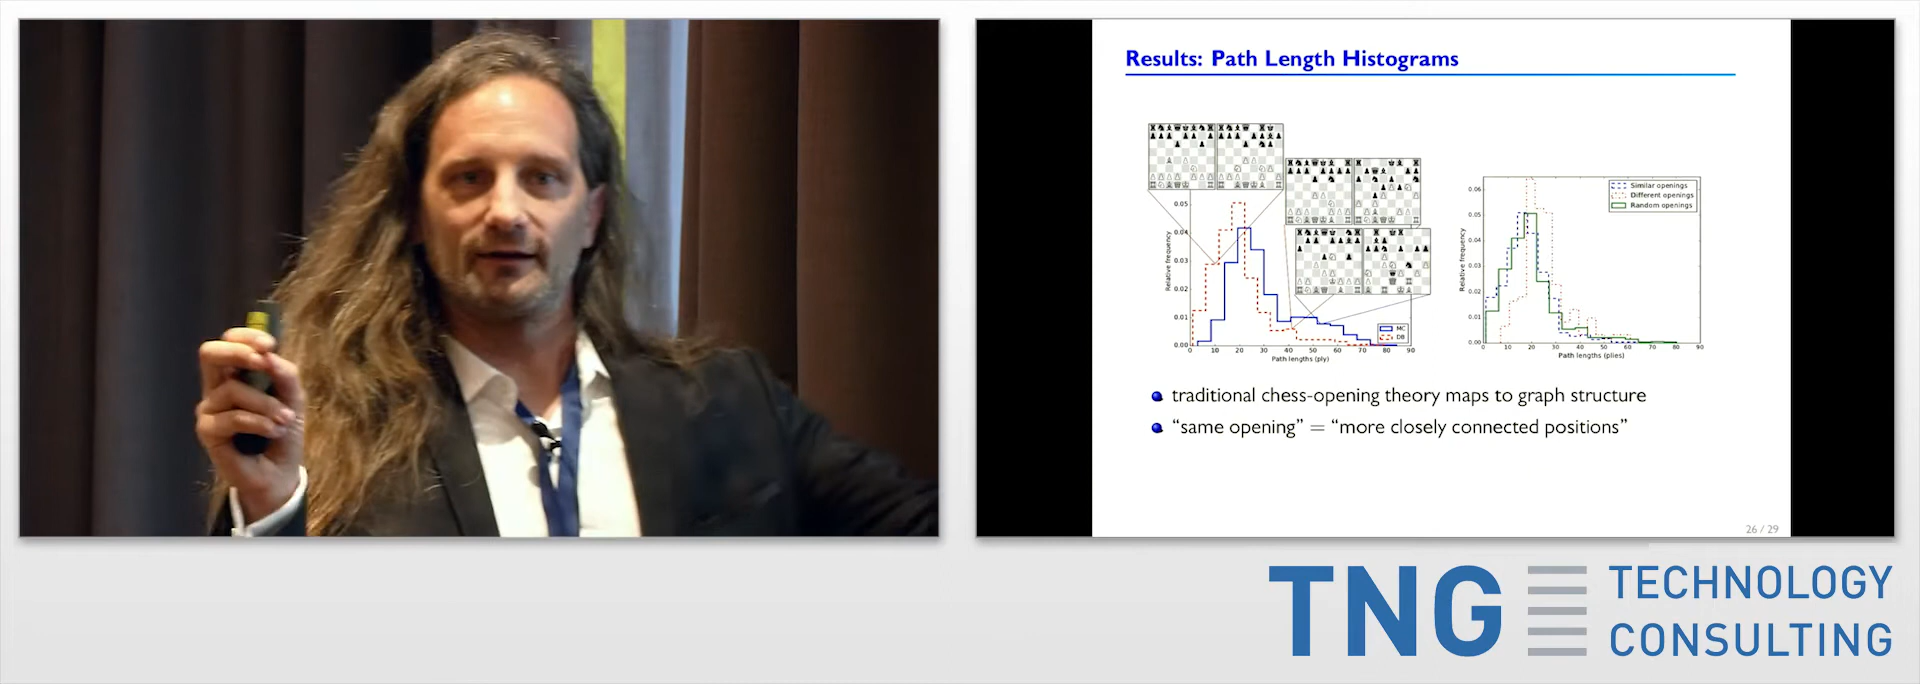 Results: Path Length Histograms
Relative frequency
0.05
0.04
0.03
0.02
0.01
0.00
0 10 20 30 40 50 60 70 80 90
Path lengths (ply)
MC
DB
Relative frequency
0.06
0.05
0.04
0.03
0.02
0.01
0.00
0 10 20 30 40 50 60 70 80 90
Path lengths (plies)
Similar openings
Different openings
Random openings
traditional chess-opening theory maps to graph structure
“same opening” = “more closely connected positions”
26 / 29
TNG TECHNOLOGY
CONSULTING